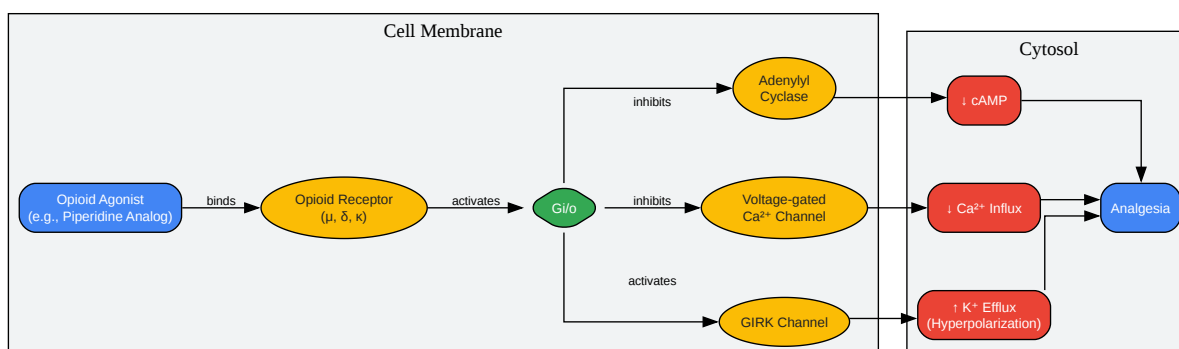 Cell Membrane
Cytosol
Adenylyl
Cyclase
inhibits
↓ cAMP
Opioid Agonist
(e.g., Piperidine Analog)
binds
Opioid Receptor
(μ, δ, κ)
activates
Gi/o
inhibits
Voltage-gated
Ca²⁺ Channel
↓ Ca²⁺ Influx
Analgesia
activates
GIRK Channel
↑ K⁺ Efflux
(Hyperpolarization)